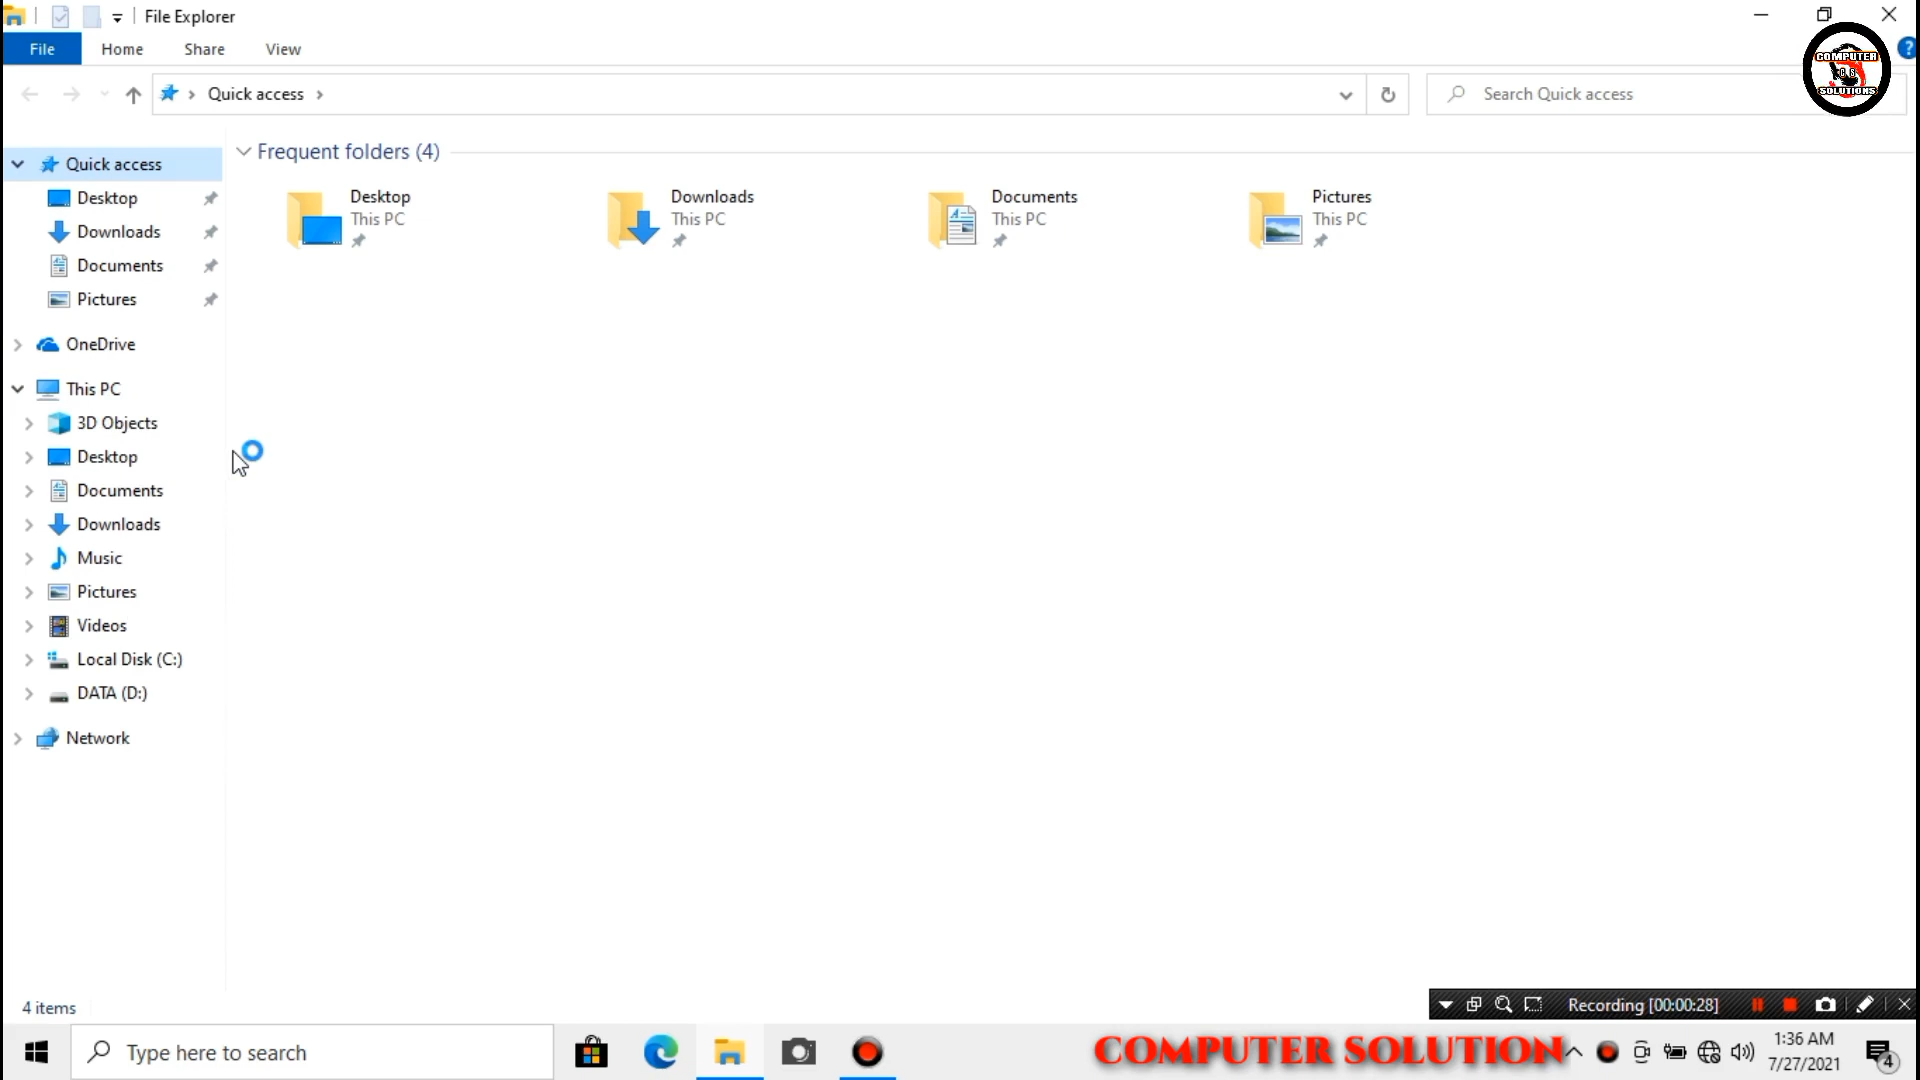 File Explorer
File Home Share View
Quick access
Search Quick access
COMPUTER
C S
SOLUTIONS
Quick access
Desktop
Downloads
Documents
Pictures
OneDrive
This PC
3D Objects
Desktop
Documents
Downloads
Music
Pictures
Videos
Local Disk (C:)
DATA (D:)
Network
Frequent folders (4)
Desktop
This PC
Downloads
This PC
Documents
This PC
Pictures
This PC
4 items
Recording [00:00:28]
Type here to search
COMPUTER SOLUTION
1:36 AM
7/27/2021
4